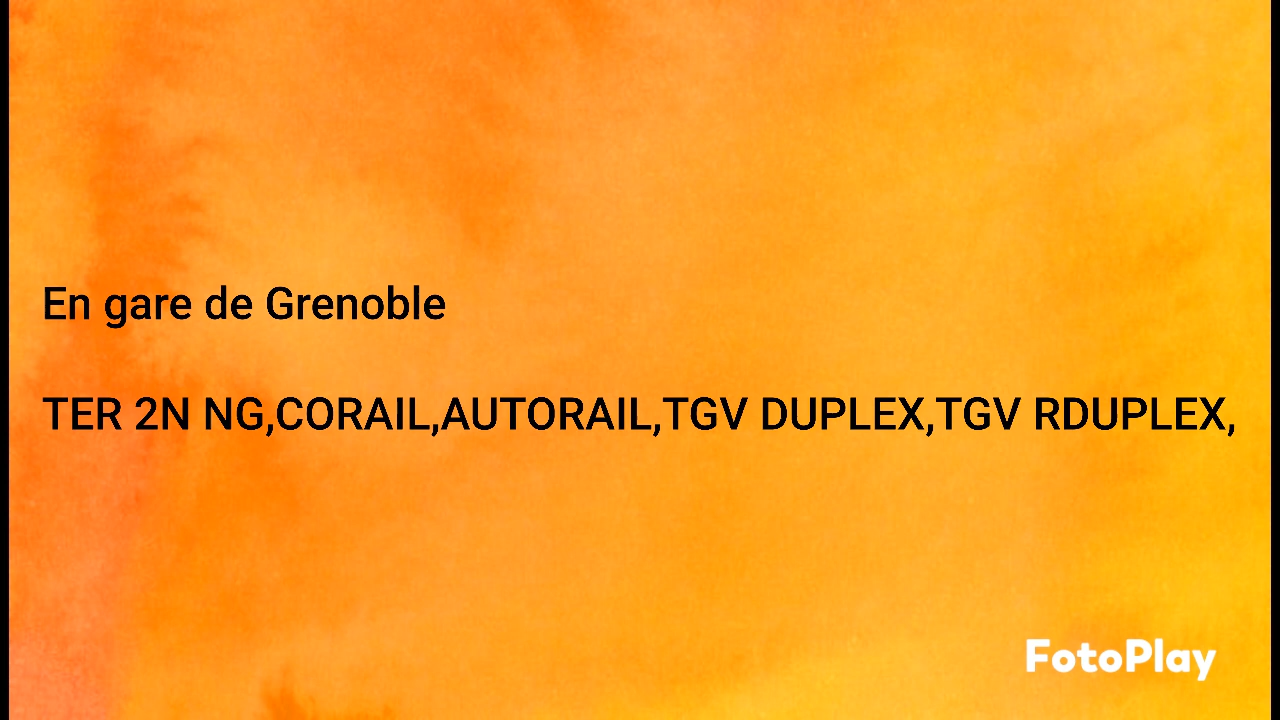 En gare de Grenoble
TER 2N NG,CORAIL,AUTORAIL,TGV DUPLEX,TGV RDUPLEX,
FotoPlay